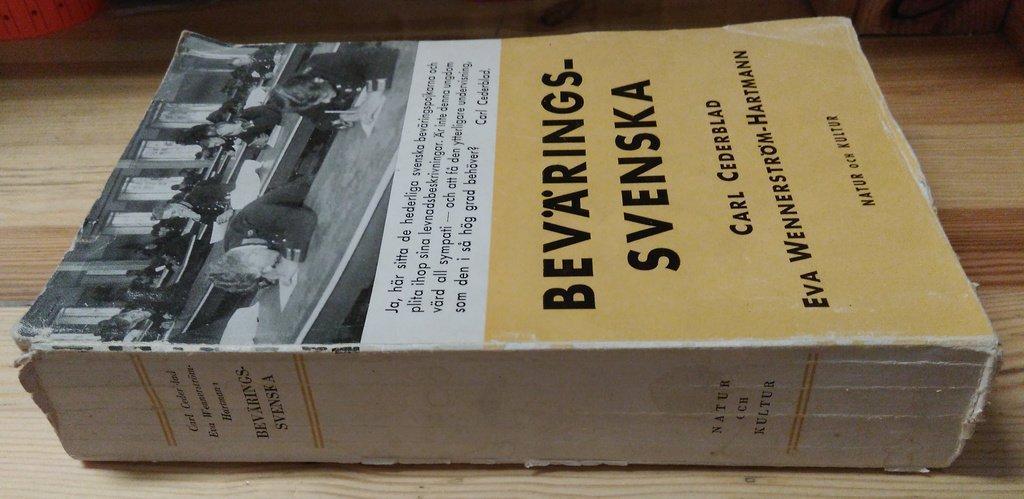 Ja, här sitta de hederliga svenska beväringspojkarna och
plita ihop sina levnadsbeskrivningar. Är inte denna ungdom
värd all sympati — och att få den ytterligare undervisning,
som den i så hög grad behöver?
Carl Cederblad.
BEVÄRINGS-
SVENSKA
CARL CEDERBLAD
EVA WENNERSTRÖM-HARTMANN
NATUR OCH KULTUR
Carl Cederblad
Eva Wennerström-
Hartmann
BEVÄRINGS-
SVENSKA
NATUR
OCH
KULTUR